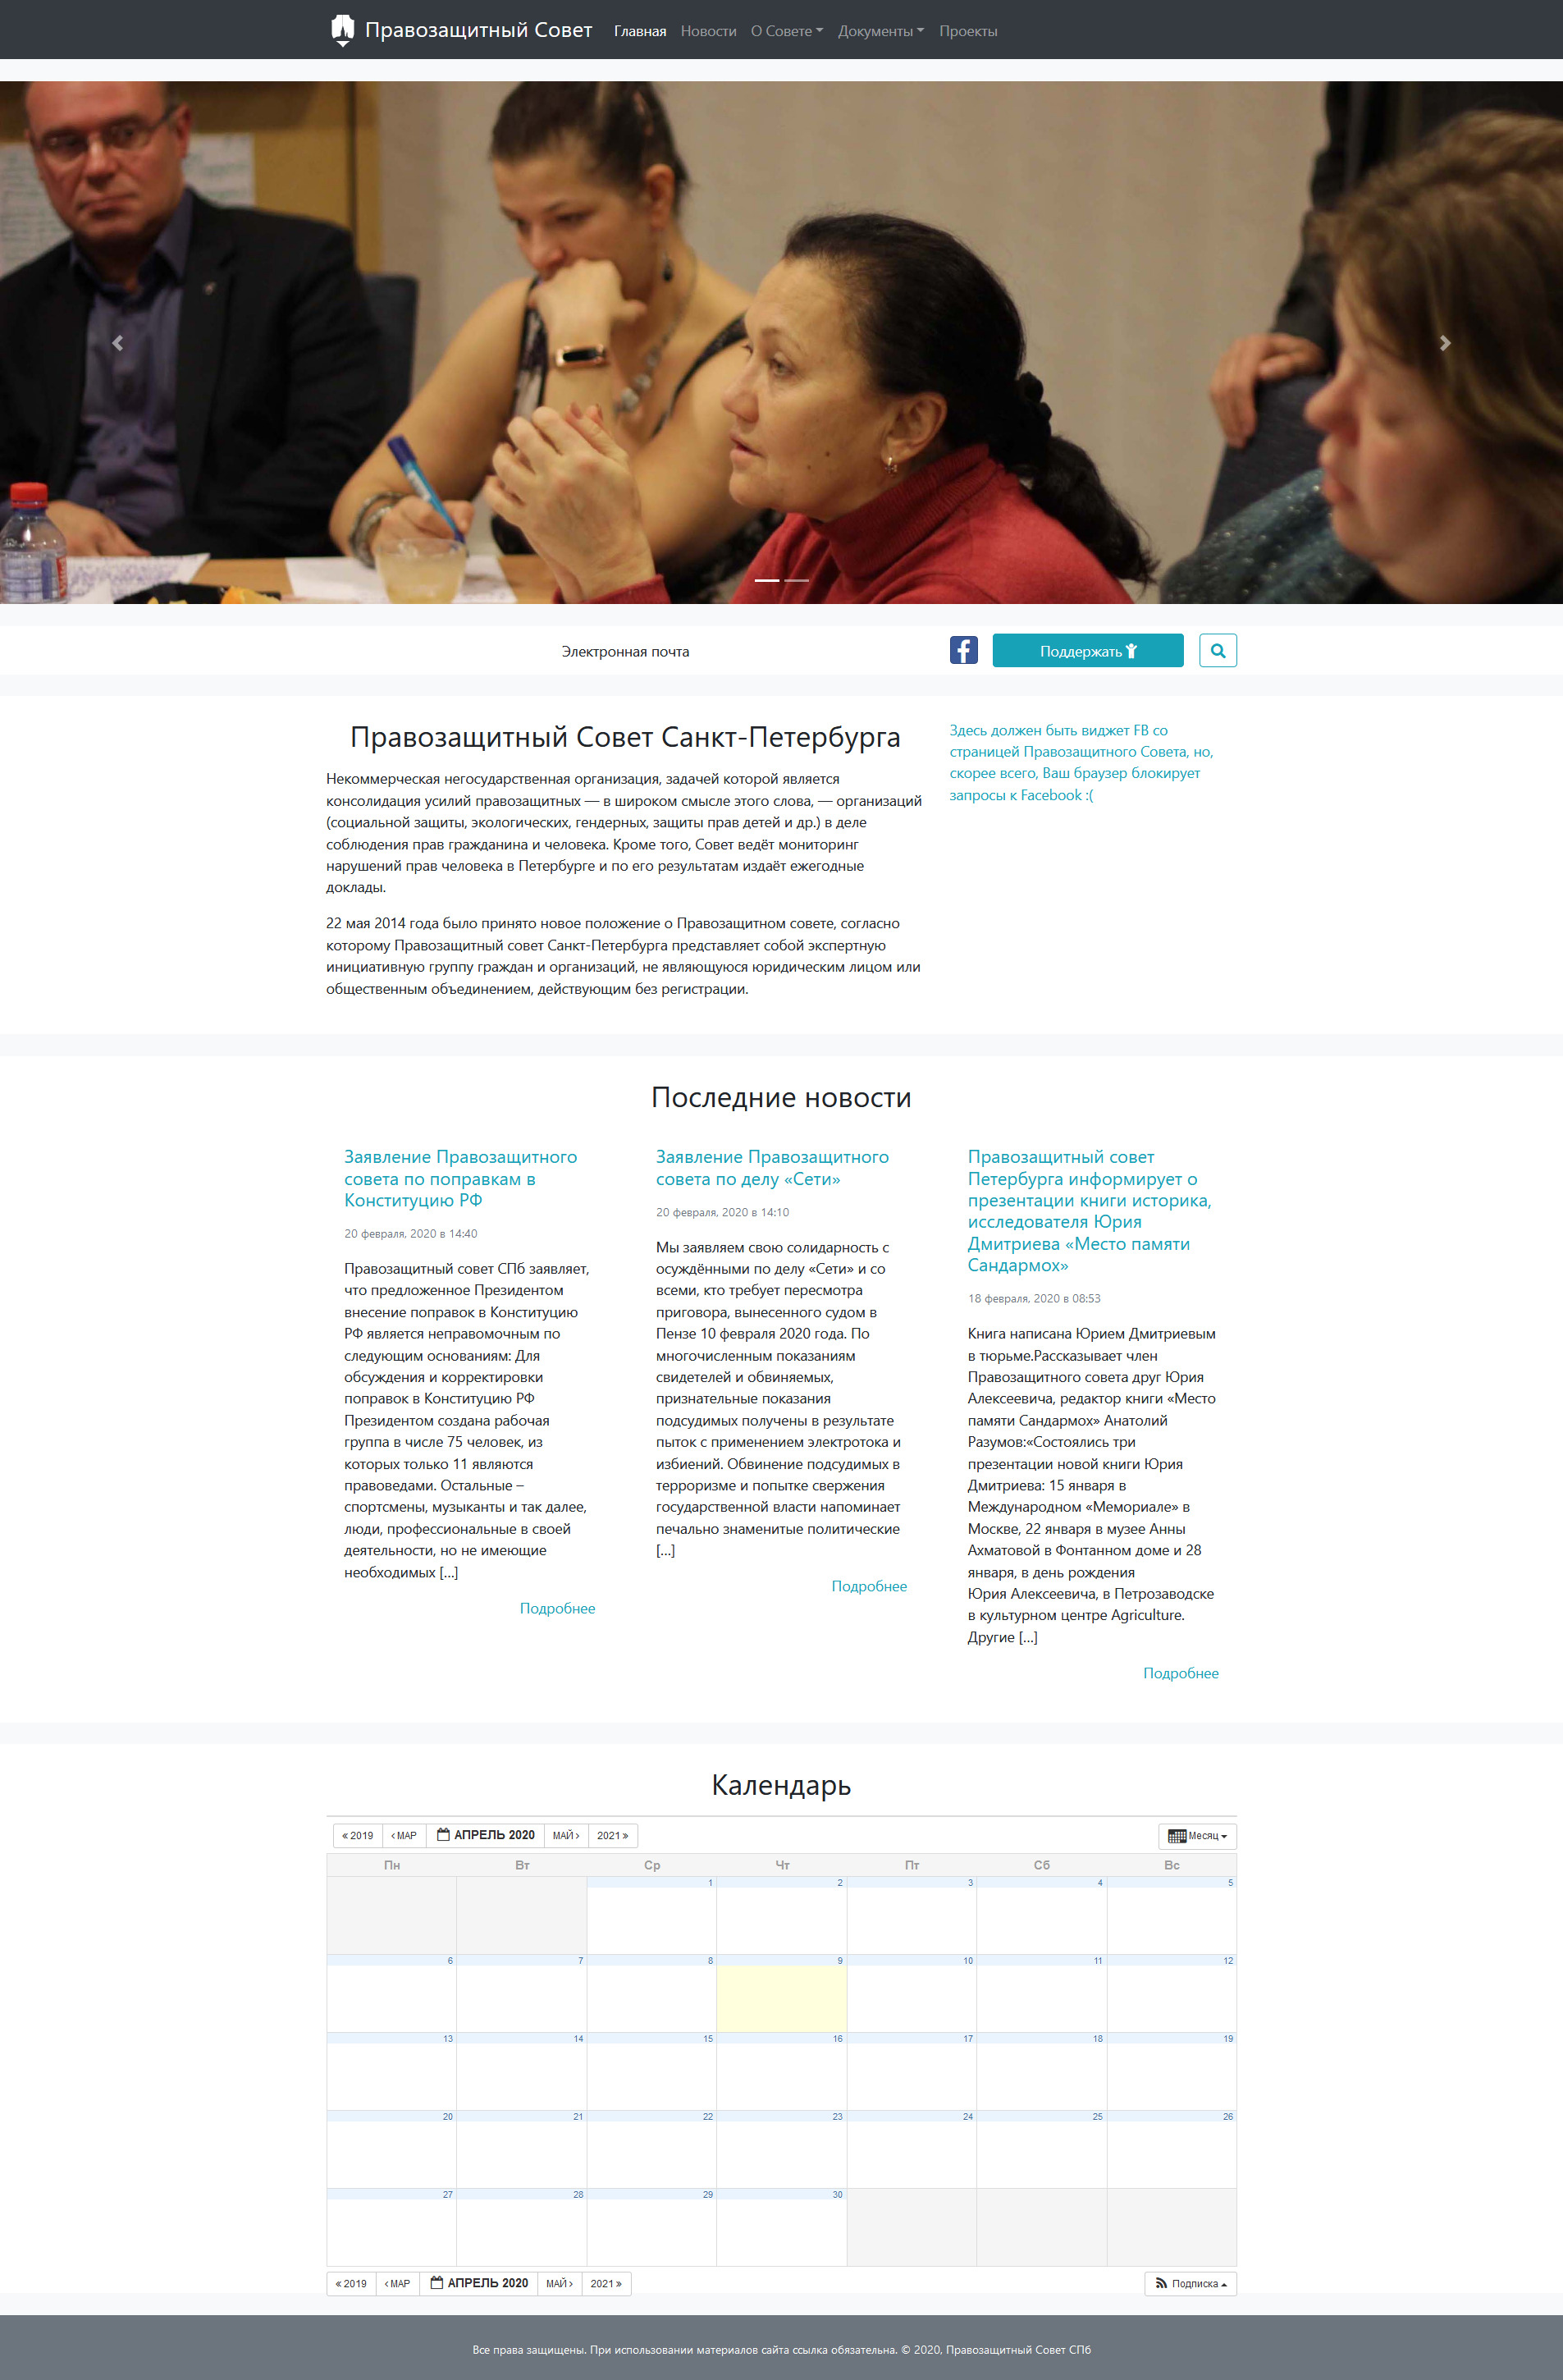 Правозащитный Совет Главная Новости О Совете Документы Проекты
Электронная почта Поддержать
Правозащитный Совет Санкт-Петербурга
Некоммерческая негосударственная организация, задачей которой является
консолидация усилий правозащитных — в широком смысле этого слова, — организаций
(социальной защиты, экологических, гендерных, защиты прав детей и др.) в деле
соблюдения прав гражданина и человека. Кроме того, Совет ведёт мониторинг
нарушений прав человека в Петербурге и по его результатам издаёт ежегодные
доклады.
22 мая 2014 года было принято новое положение о Правозащитном совете, согласно
которому Правозащитный совет Санкт-Петербурга представляет собой экспертную
инициативную группу граждан и организаций, не являющуюся юридическим лицом или
общественным объединением, действующим без регистрации.
Здесь должен быть виджет FB со
страницей Правозащитного Совета, но,
скорее всего, Ваш браузер блокирует
запросы к Facebook :(
Последние новости
Заявление Правозащитного
совета по поправкам в
Конституцию РФ
20 февраля, 2020 в 14:40
Правозащитный совет СПб заявляет,
что предложенное Президентом
внесение поправок в Конституцию
РФ является неправомочным по
следующим основаниям: Для
обсуждения и корректировки
поправок в Конституцию РФ
Президентом создана рабочая
группа в числе 75 человек, из
которых только 11 являются
правоведами. Остальные –
спортсмены, музыканты и так далее,
люди, профессиональные в своей
деятельности, но не имеющие
необходимых [...]
Подробнее
Заявление Правозащитного
совета по делу «Сети»
20 февраля, 2020 в 14:10
Мы заявляем свою солидарность с
осуждёнными по делу «Сети» и со
всеми, кто требует пересмотра
приговора, вынесенного судом в
Пензе 10 февраля 2020 года. По
многочисленным показаниям
свидетелей и обвиняемых,
признательные показания
подсудимых получены в результате
пыток с применением электротока и
избиений. Обвинение подсудимых в
терроризме и попытке свержения
государственной власти напоминает
печально знаменитые политические
[...]
Подробнее
Правозащитный совет
Петербурга информирует о
презентации книги историка,
исследователя Юрия
Дмитриева «Место памяти
Сандармох»
18 февраля, 2020 в 08:53
Книга написана Юрием Дмитриевым
в тюрьме.Рассказывает член
Правозащитного совета друг Юрия
Алексеевича, редактор книги «Место
памяти Сандармох» Анатолий
Разумов:«Состоялись три
презентации новой книги Юрия
Дмитриева: 15 января в
Международном «Мемориале» в
Москве, 22 января в музее Анны
Ахматовой в Фонтанном доме и 28
января, в день рождения
Юрия Алексеевича, в Петрозаводске
в культурном центре Agriculture.
Другие [...]
Подробнее
Календарь
« 2019 ‹ МАР АПРЕЛЬ 2020 МАЙ › 2021 » Месяц
Пн Вт Ср Чт Пт Сб Вс
1 2 3 4 5
6 7 8 9 10 11 12
13 14 15 16 17 18 19
20 21 22 23 24 25 26
27 28 29 30
« 2019 ‹ МАР АПРЕЛЬ 2020 МАЙ › 2021 » Подписка
Все права защищены. При использовании материалов сайта ссылка обязательна. © 2020, Правозащитный Совет СПб